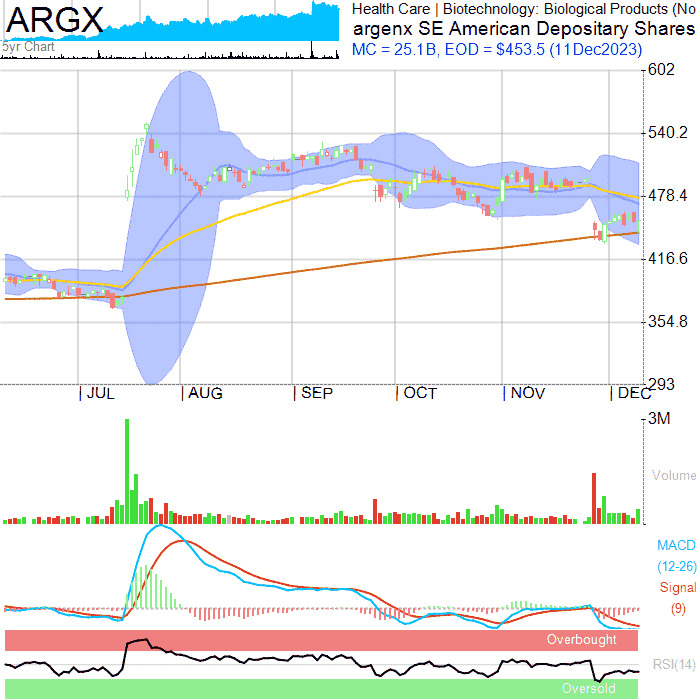 ARGX
5yr Chart
Health Care | Biotechnology: Biological Products (No
argenx SE American Depositary Shares
MC = 25.1B, EOD = $453.5 (11Dec2023)
602
540.2
478.4
416.6
354.8
293
| JUL
| AUG
| SEP
| OCT
| NOV
| DEC
3M
Volume
MACD
(12-26)
Signal
(9)
Overbought
RSI(14)
Oversold